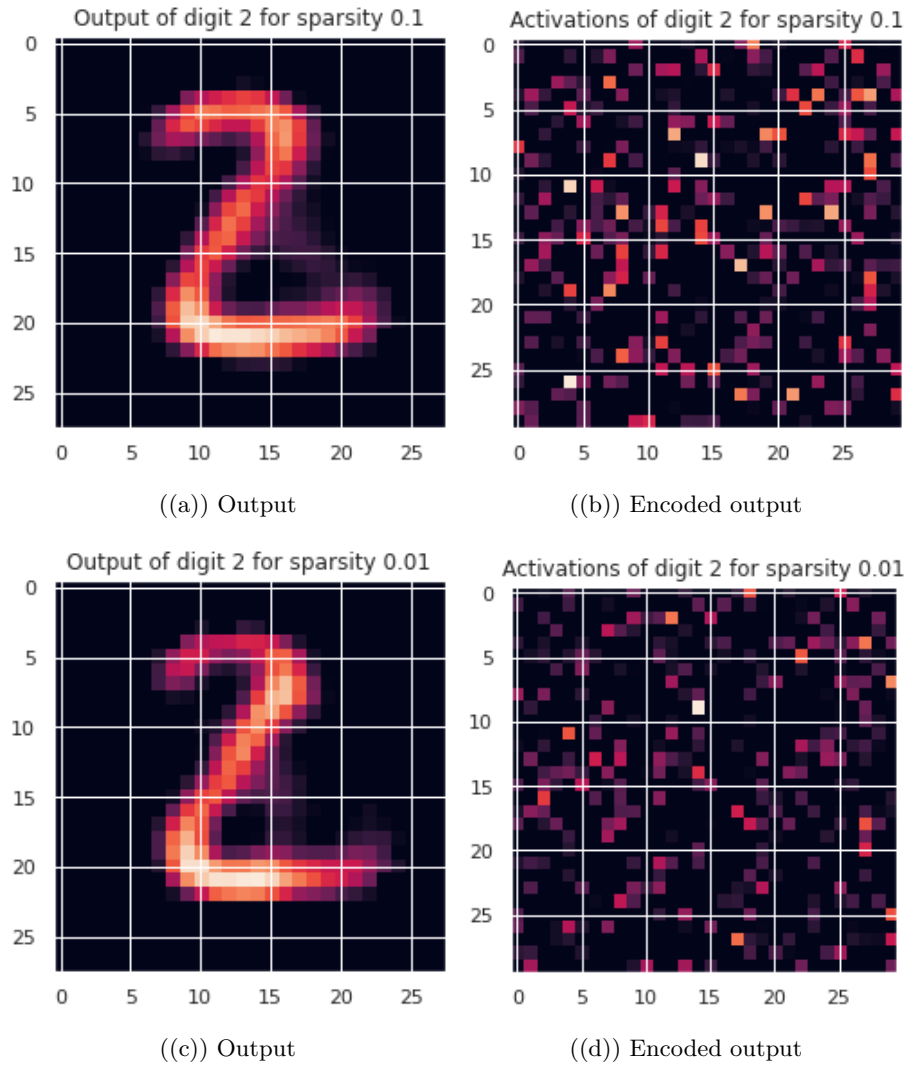 Output of digit 2 for sparsity 0.1
0
5
10
15
20
25
0 5 10 15 20 25
((a)) Output
Activations of digit 2 for sparsity 0.1
0
5
10
15
20
25
0 5 10 15 20 25
((b)) Encoded output
Output of digit 2 for sparsity 0.01
0
5
10
15
20
25
0 5 10 15 20 25
((c)) Output
Activations of digit 2 for sparsity 0.01
0
5
10
15
20
25
0 5 10 15 20 25
((d)) Encoded output